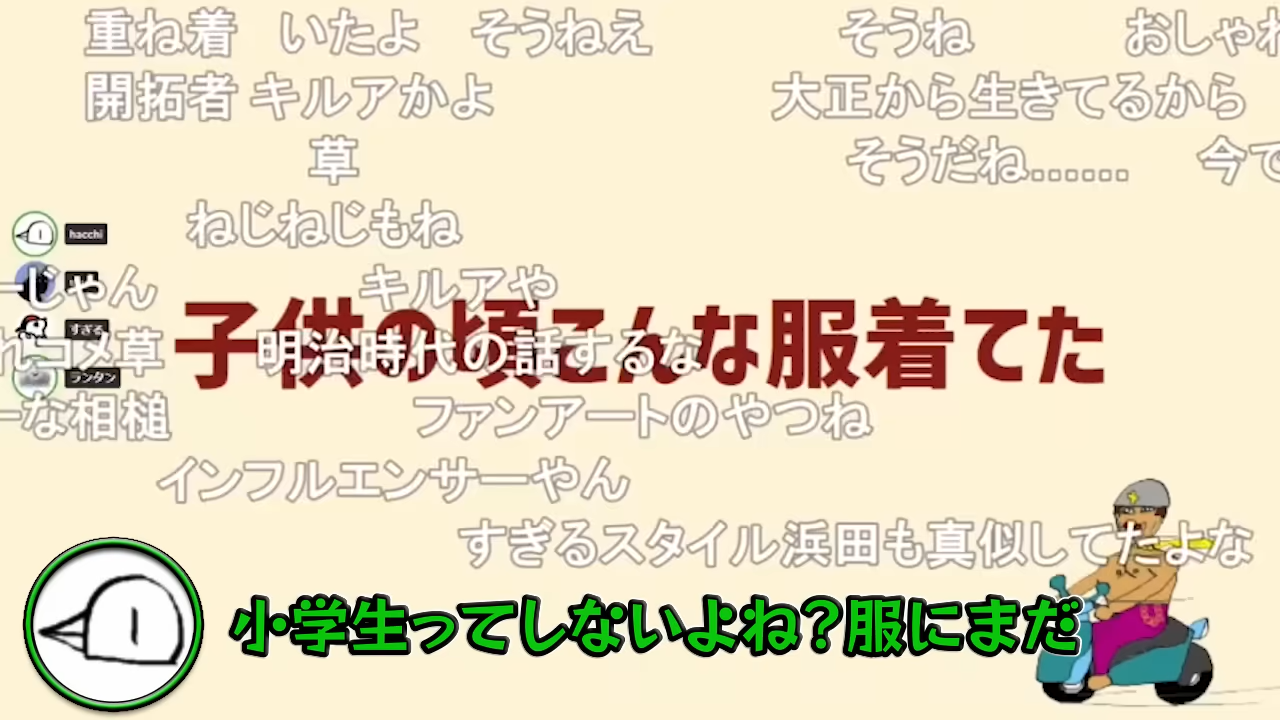 重ね着 いたよ そうねえ そうね おしゃれ
開拓者 キルアかよ 大正から生きてるから
草 そうだね…… 今で
ねじねじもね
hacchi
ーじゃん キルアや
すぎる
子供の頃こんな服着てた
れコメ草 明治時代の話するな
ランタン
ーな相槌 ファンアートのやつね
インフルエンサーやん
すぎるスタイル浜田も真似してたよな
小学生ってしないよね?服にまだ